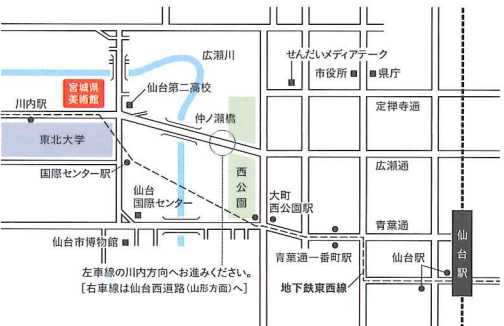 広瀬川
せんだいメディアテーク
市役所
県庁
宮城県
美術館
仙台第二高校
川内駅
仲ノ瀬橋
定禅寺通
東北大学
国際センター駅
西公園
広瀬通
仙台
国際センター
大町
西公園駅
青葉通
仙台市博物館
青葉通一番町駅
仙台駅
仙台駅
左車線の川内方向へお進みください。
[右車線は仙台西道路(山形方面)へ]
地下鉄東西線